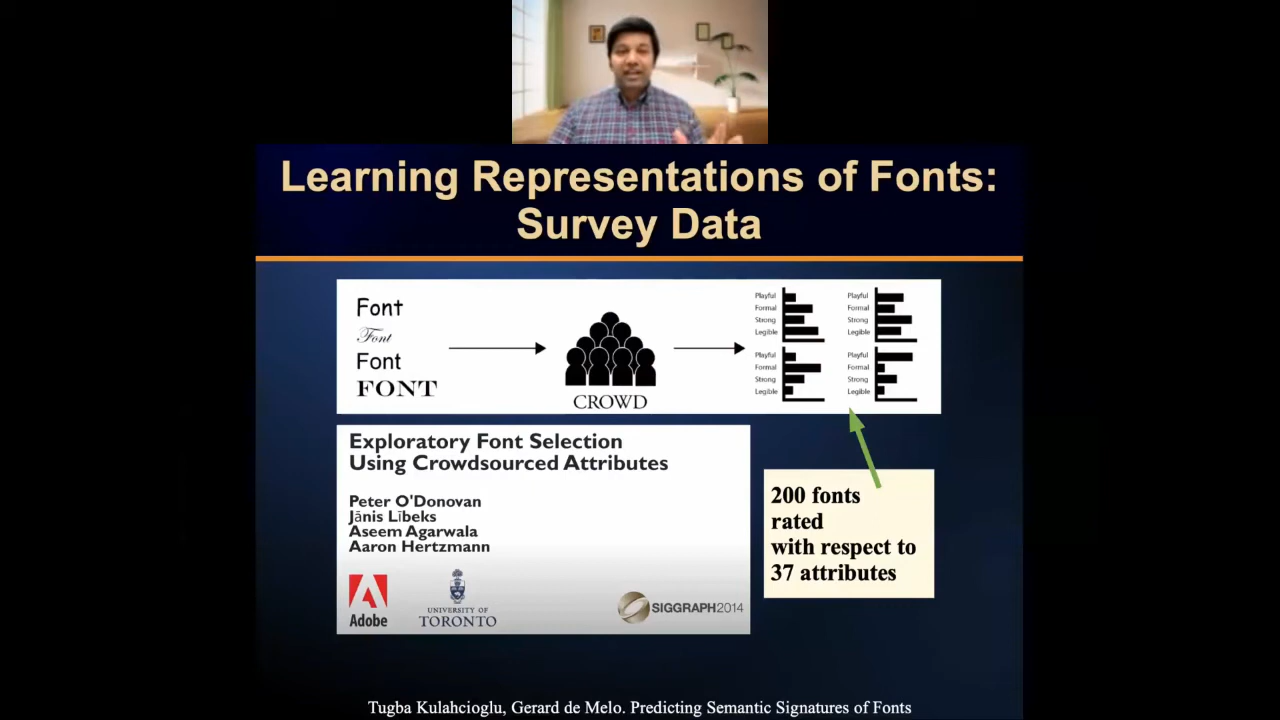 Learning Representations of Fonts:
Survey Data
Font
Font
Font
FONT
CROWD
Playful
Formal
Strong
Legible
Playful
Formal
Strong
Legible
Playful
Formal
Strong
Legible
Playful
Formal
Strong
Legible
Exploratory Font Selection
Using Crowdsourced Attributes
Peter O'Donovan
Jānis Lībeks
Aseem Agarwala
Aaron Hertzmann
Adobe
UNIVERSITY OF
TORONTO
SIGGRAPH2014
200 fonts
rated
with respect to
37 attributes
Tugba Kulahcioglu, Gerard de Melo. Predicting Semantic Signatures of Fonts